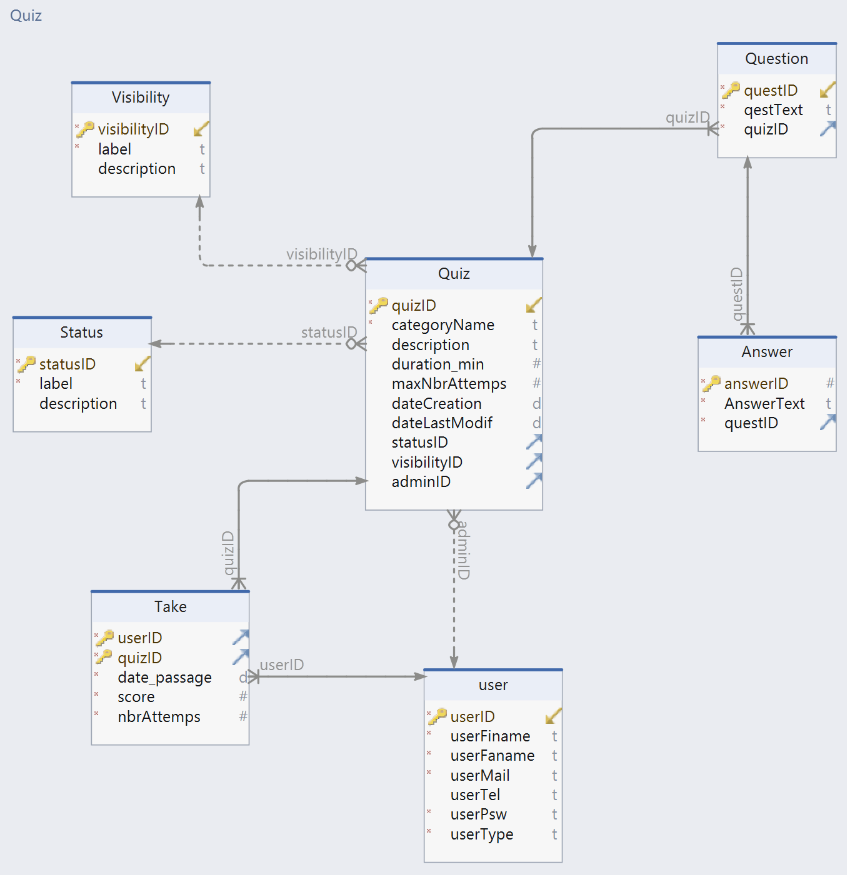 Quiz
Visibility
visibilityID
label t
description t
Question
questID
qestText t
quizID
quizID
visibilityID
Quiz
quizID
categoryName t
description t
duration_min #
maxNbrAttemps #
dateCreation d
dateLastModif d
statusID
visibilityID
adminID
Status
statusID
label t
description t
statusID
questID
Answer
answerID #
AnswerText t
questID
quizID
adminID
Take
userID
quizID
date_passage d
score #
nbrAttemps #
userID
user
userID
userFiname t
userFaname t
userMail t
userTel t
userPsw t
userType t